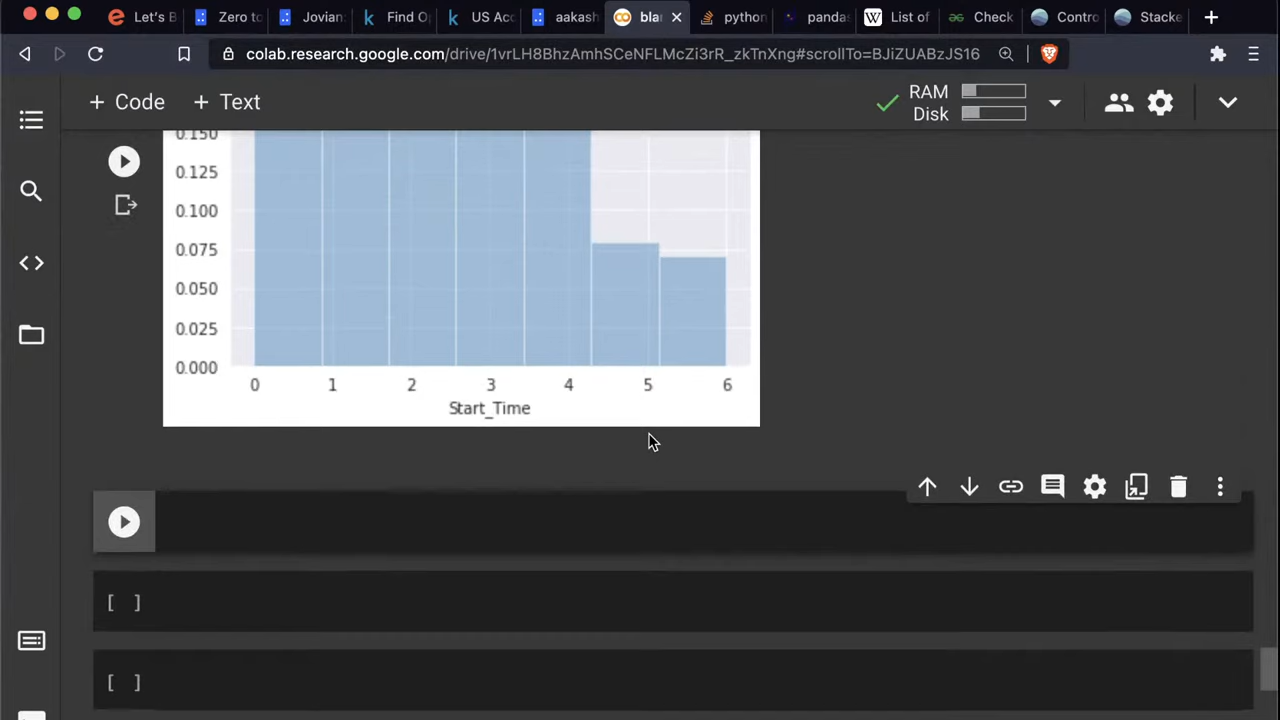 Let's B
Zero to
Jovian:
Find O
US Acc
aakash
bla
python
pandas
List of
Check
Contro
Stacke
colab.research.google.com/drive/1vrLH8BhzAmhSCeNFLMcZi3rR_zkTnXng#scrollTo=BJiZUABzJS16
+ Code + Text
RAM
Disk
0.150
0.125
0.100
0.075
0.050
0.025
0.000
0 1 2 3 4 5 6
Start_Time
[ ]
[ ]